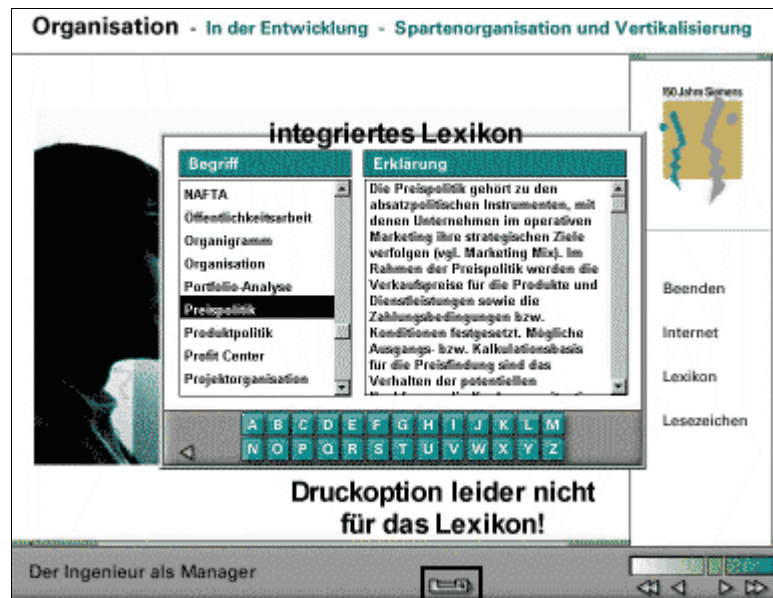 Organisation - In der Entwicklung - Spartenorganisation und Vertikalisierung
150 Jahre Siemens
integriertes Lexikon
Begriff
NAFTA
Öffentlichkeitsarbeit
Organigramm
Organisation
Portfolio-Analyse
Preispolitik
Produktpolitik
Profit Center
Projektorganisation
Erklärung
Die Preispolitik gehört zu den
absatzpolitischen Instrumenten, mit
denen Unternehmen im operativen
Marketing ihre strategischen Ziele
verfolgen (vgl. Marketing Mix). Im
Rahmen der Preispolitik werden die
Verkaufspreise für die Produkte und
Dienstleistungen sowie die
Zahlungsbedingungen bzw.
Konditionen festgesetzt. Mögliche
Ausgangs- bzw. Kalkulationsbasis
für die Preisfindung sind das
Verhalten der potentiellen
A B C D E F G H I J K L M
N O P Q R S T U V W X Y Z
Beenden
Internet
Lexikon
Lesezeichen
Druckoption leider nicht
für das Lexikon!
Der Ingenieur als Manager